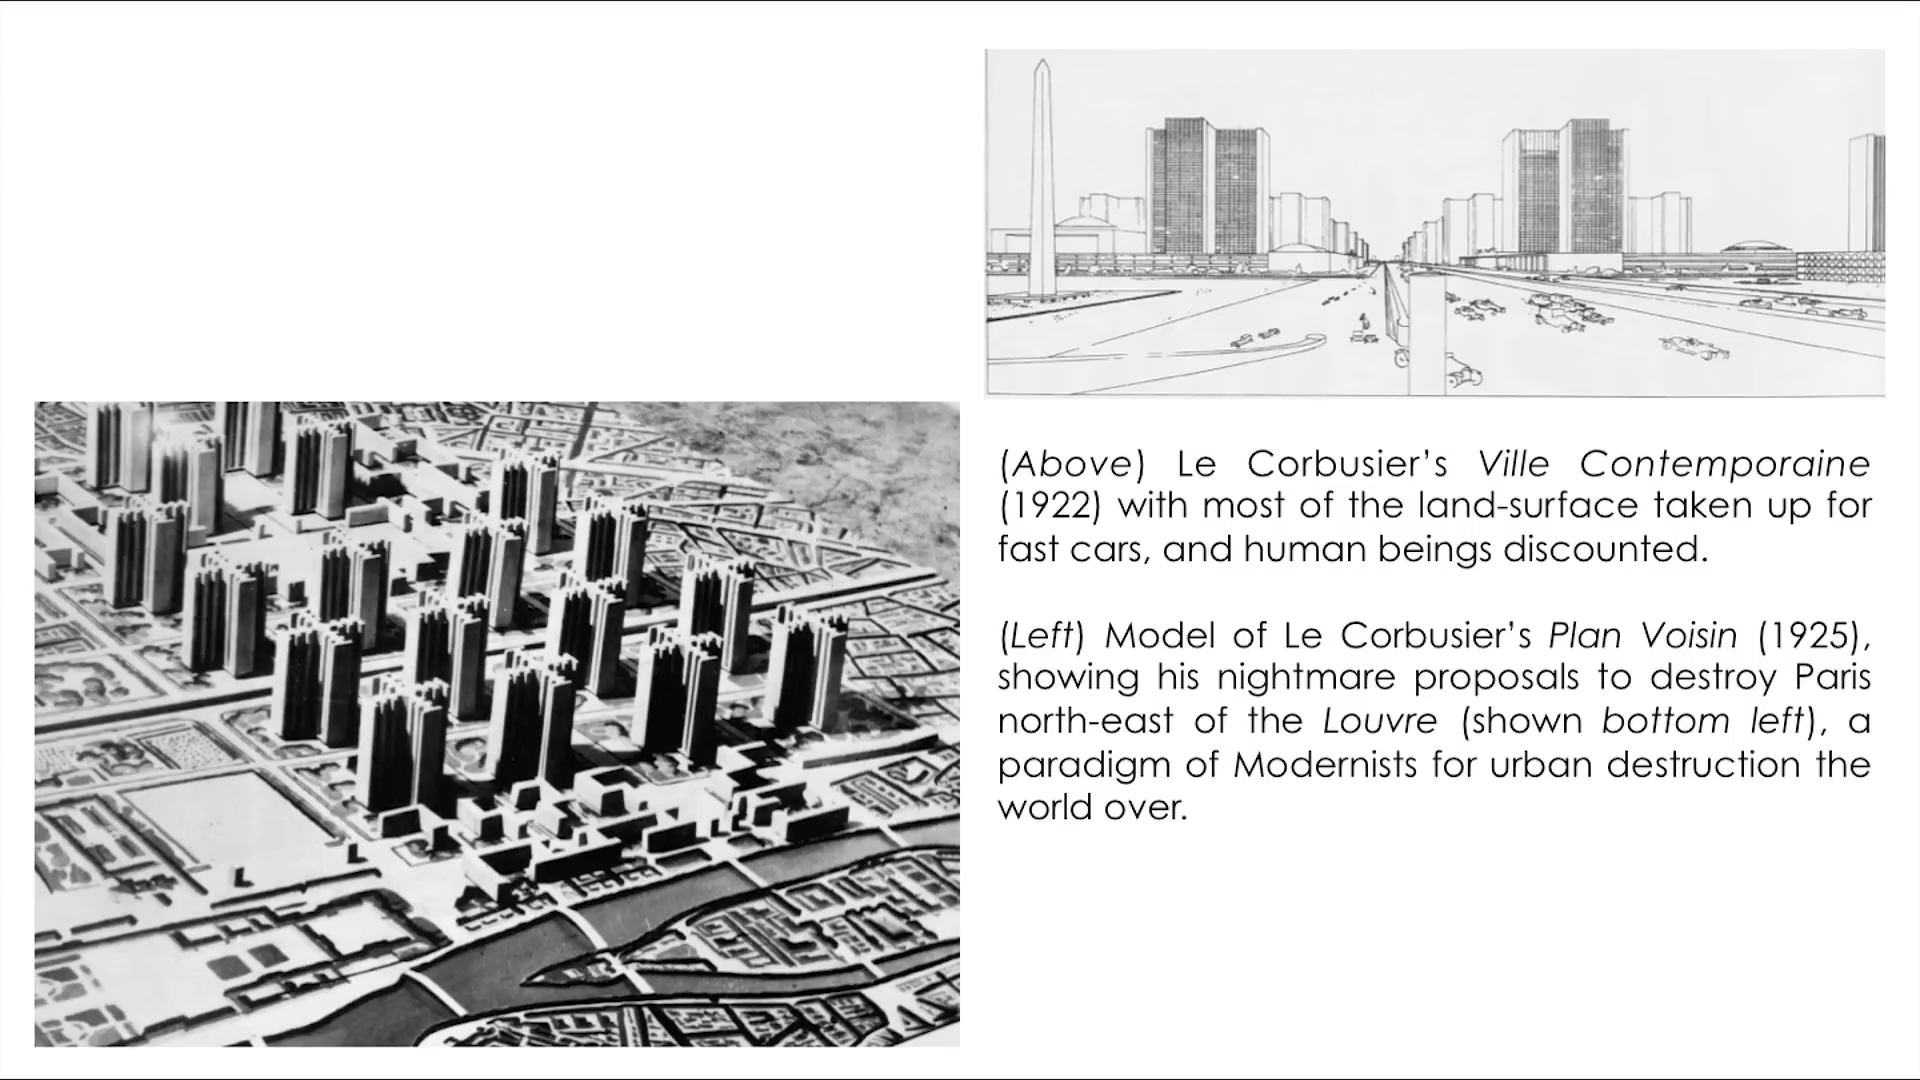 (Above) Le Corbusier’s Ville Contemporaine
(1922) with most of the land-surface taken up for
fast cars, and human beings discounted.
(Left) Model of Le Corbusier’s Plan Voisin (1925),
showing his nightmare proposals to destroy Paris
north-east of the Louvre (shown bottom left), a
paradigm of Modernists for urban destruction the
world over.